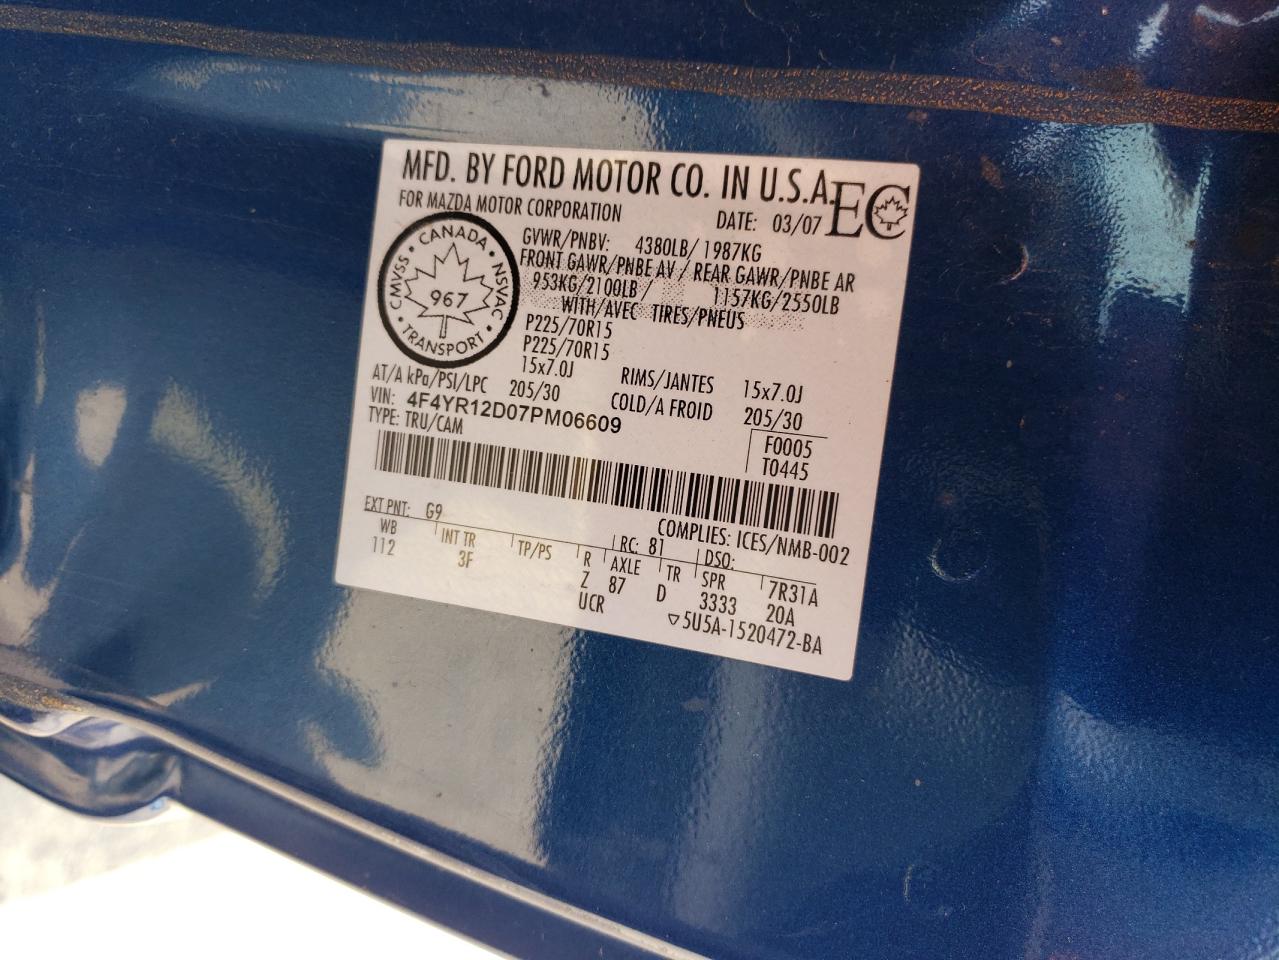 MFD. BY FORD MOTOR CO. IN U.S.A.
FOR MAZDA MOTOR CORPORATION
DATE: 03/07
EC
CANADA • NSVAC • TRANSPORT • CMVSS •
967
GVWR/PNBV: 4380LB/1987KG
FRONT GAWR/PNBE AV / REAR GAWR/PNBE AR
953KG/2100LB / 1157KG/2550LB
WITH/AVEC TIRES/PNEUS
P225/70R15
P225/70R15
15x7.0J RIMS/JANTES 15x7.0J
AT/A kPa/PSI/LPC 205/30 COLD/A FROID 205/30
VIN: 4F4YR12D07PM06609
TYPE: TRU/CAM
F0005
T0445
EXT PNT: G9
COMPLIES: ICES/NMB-002
RC: 81 DSO:
WB INT TR TP/PS R AXLE TR SPR 7R31A
112 3F Z 87 D 3333 20A
UCR ▽5U5A-1520472-BA